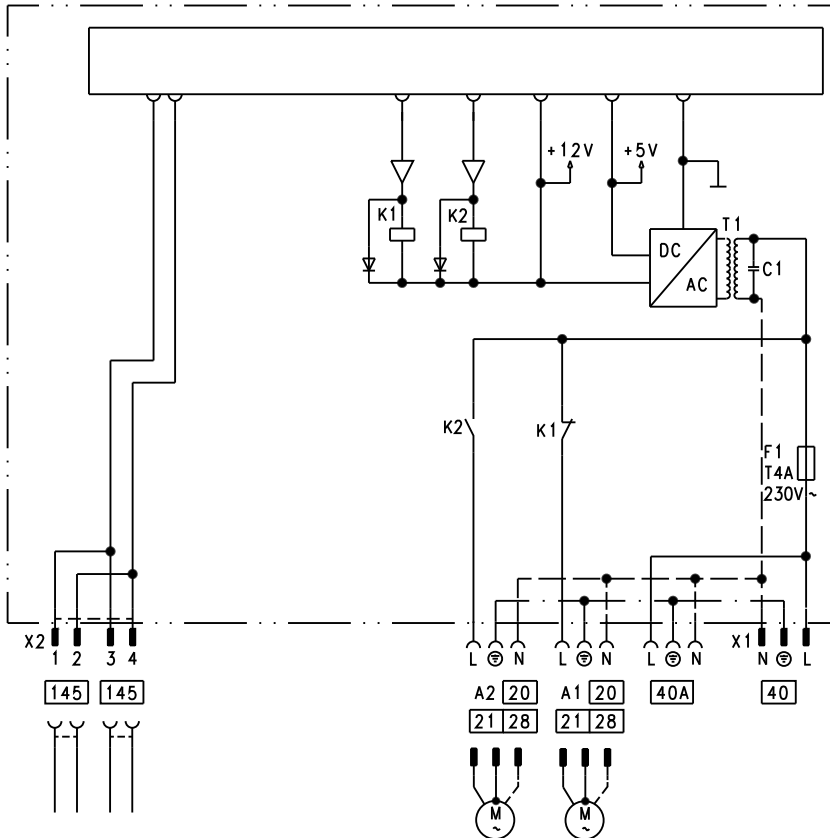 +12V +5V
K1 K2
T1
DC
AC
C1
K2 K1
F1
T4A
230V~
X2 1 2 3 4
L N L N L N X1 N L
145 145 A2 20 A1 20 40A 40
21 28 21 28
M M
~ ~